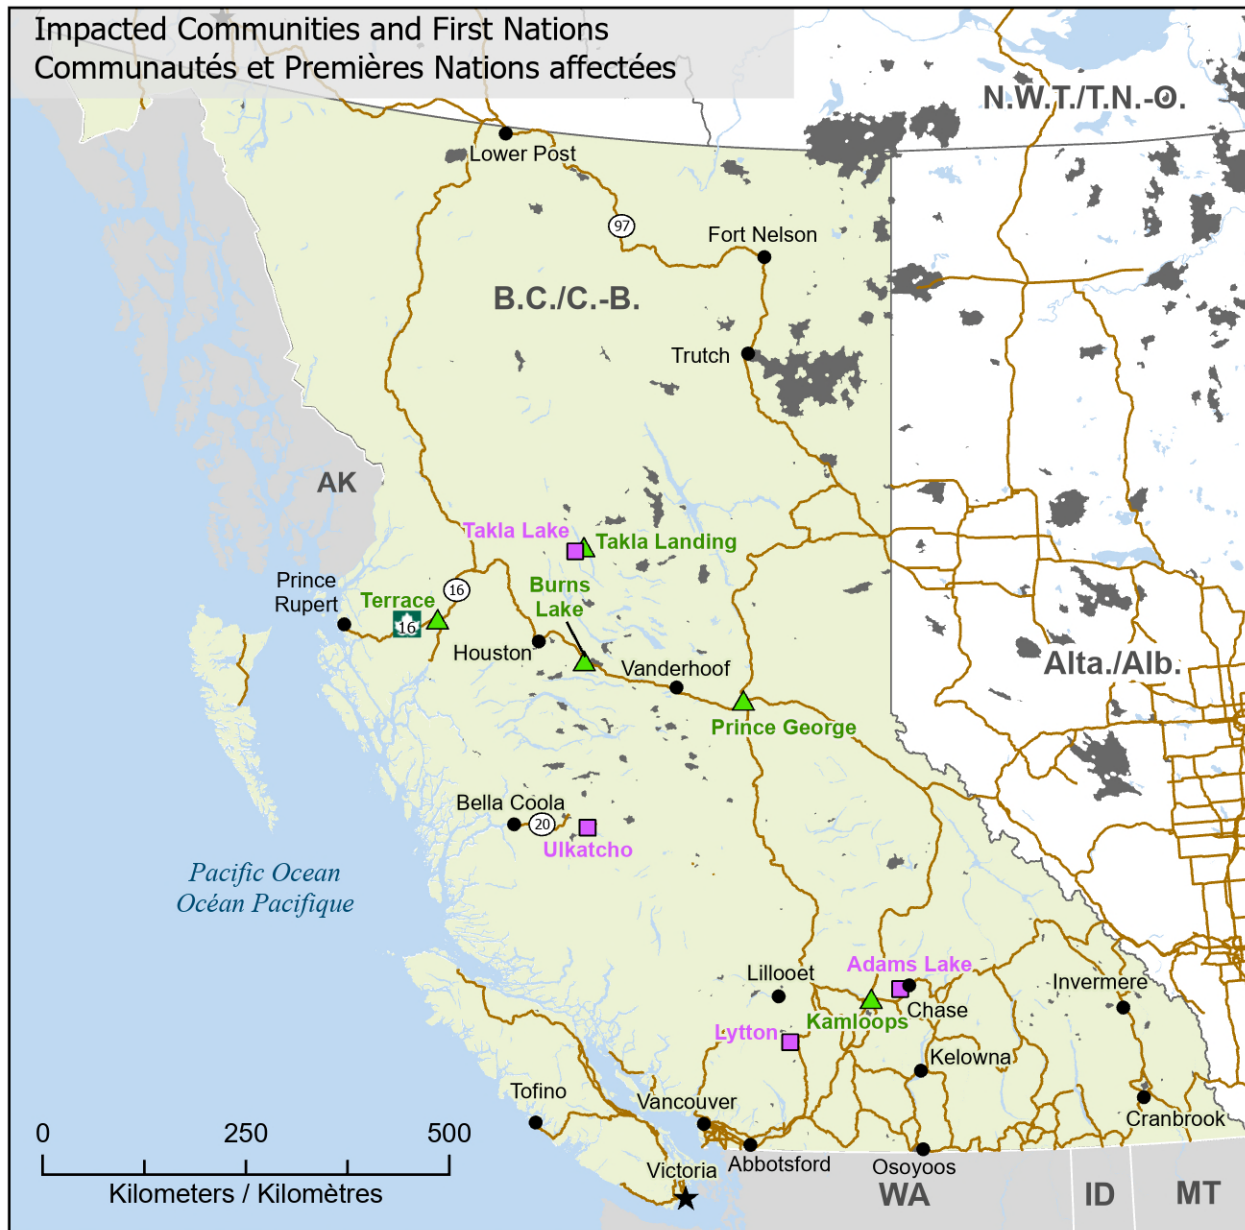 Impacted Communities and First Nations
Communautés et Premières Nations affectées
N.W.T./T.N.-O.
Lower Post
97
Fort Nelson
B.C./C.-B.
Trutch
AK
Takla Lake
Takla Landing
Burns
Lake
Prince
Rupert
Terrace
16
16
Houston
Vanderhoof
Alta./Alb.
Prince George
Bella Coola
20
Ulkatcho
Pacific Ocean
Océan Pacifique
Adams Lake
Lillooet
Invermere
Chase
Kamloops
Lytton
Kelowna
Tofino
Vancouver
Cranbrook
0 250 500
Kilometers / Kilomètres
Victoria
Abbotsford
Osoyoos
WA
ID
MT